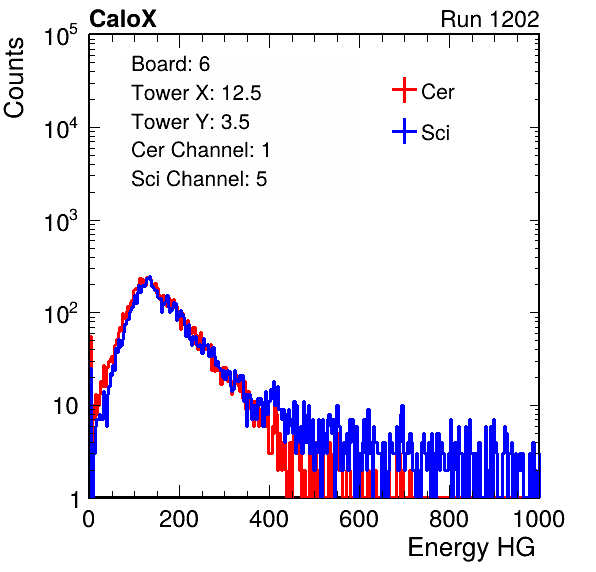 CaloX Run 1202
Counts
10^5
10^4
10^3
10^2
10
1
Board: 6
Tower X: 12.5
Tower Y: 3.5
Cer Channel: 1
Sci Channel: 5
Cer
Sci
0 200 400 600 800 1000
Energy HG